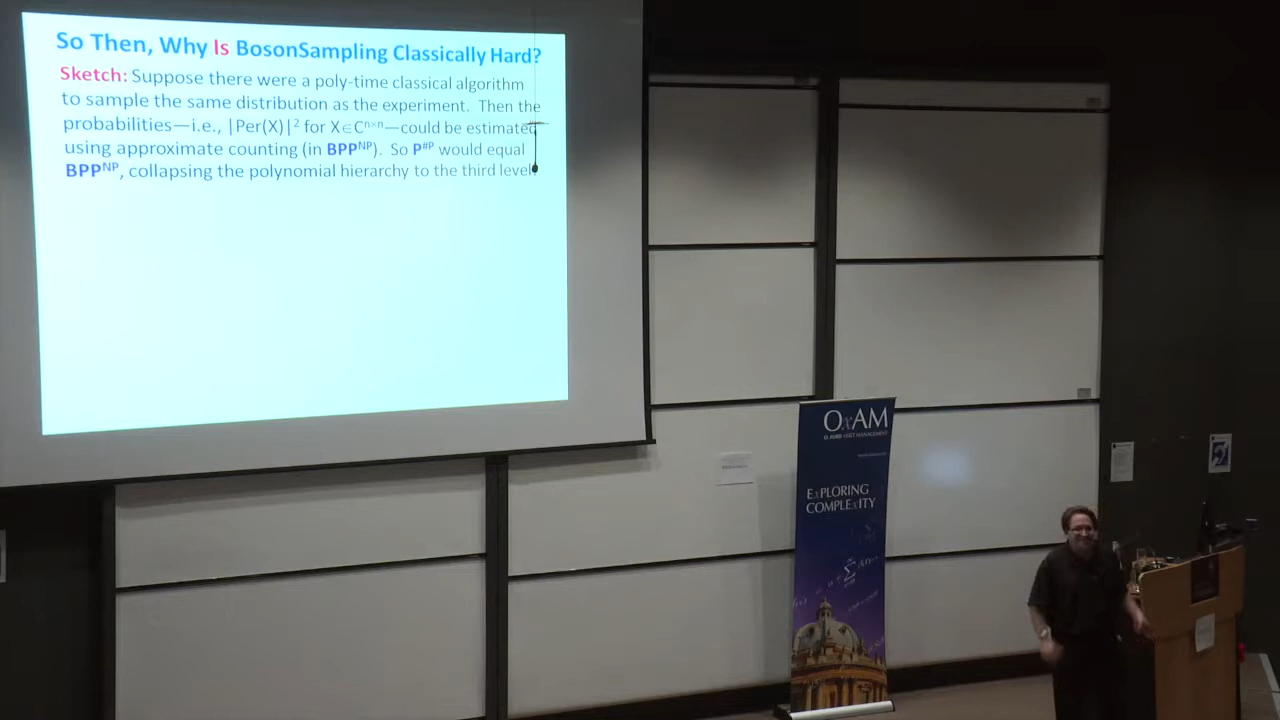 So Then, Why Is BosonSampling Classically Hard?
Sketch: Suppose there were a poly-time classical algorithm
to sample the same distribution as the experiment. Then the
probabilities—i.e., |Per(X)|² for X∈Cⁿˣⁿ—could be estimated
using approximate counting (in BPPᴺᴾ). So P#ᴾ would equal
BPPᴺᴾ, collapsing the polynomial hierarchy to the third level.
OxAM
ASSET MANAGEMENT
ExPLORING
COMPLExITY